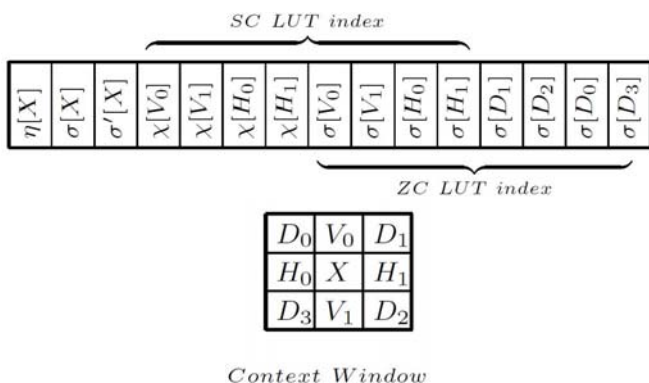 SC LUT index
η[X] σ[X] σ'[X] χ[V₀] χ[V₁] χ[H₀] χ[H₁] σ[V₀] σ[V₁] σ[H₀] σ[H₁] σ[D₁] σ[D₂] σ[D₀] σ[D₃]
ZC LUT index
D₀ V₀ D₁
H₀ X H₁
D₃ V₁ D₂
Context Window